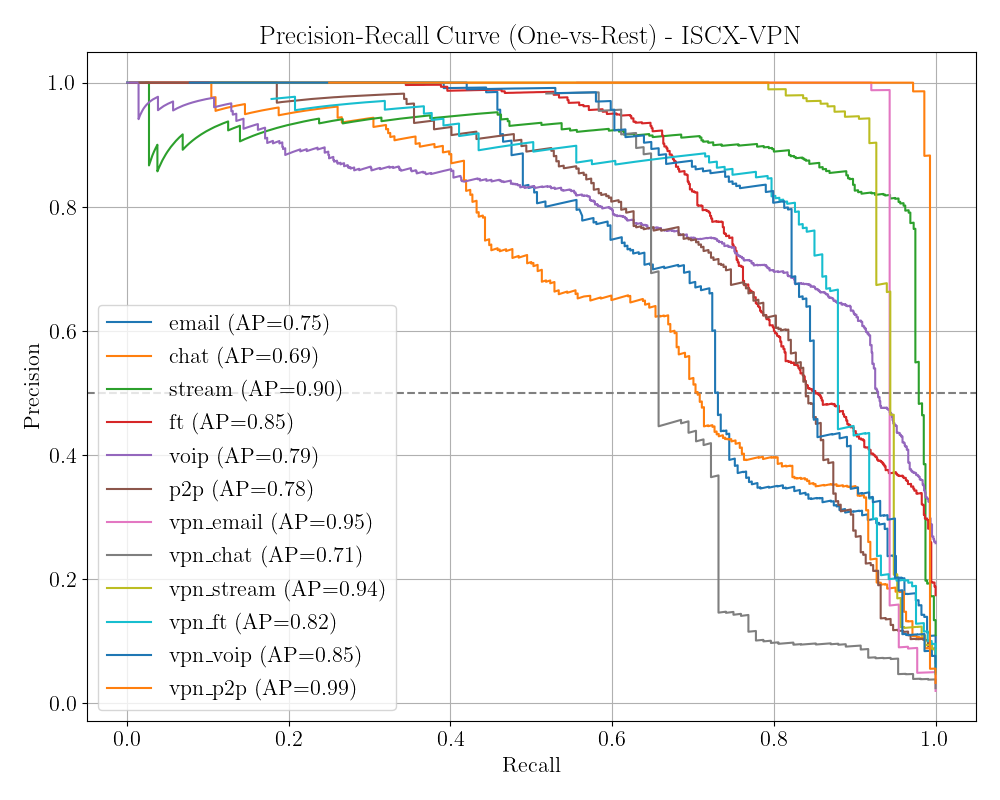 Precision-Recall Curve (One-vs-Rest) - ISCX-VPN
Precision
1.0
0.8
0.6
0.4
0.2
0.0
email (AP=0.75)
chat (AP=0.69)
stream (AP=0.90)
ft (AP=0.85)
voip (AP=0.79)
p2p (AP=0.78)
vpn_email (AP=0.95)
vpn_chat (AP=0.71)
vpn_stream (AP=0.94)
vpn_ft (AP=0.82)
vpn_voip (AP=0.85)
vpn_p2p (AP=0.99)
0.0 0.2 0.4 0.6 0.8 1.0
Recall